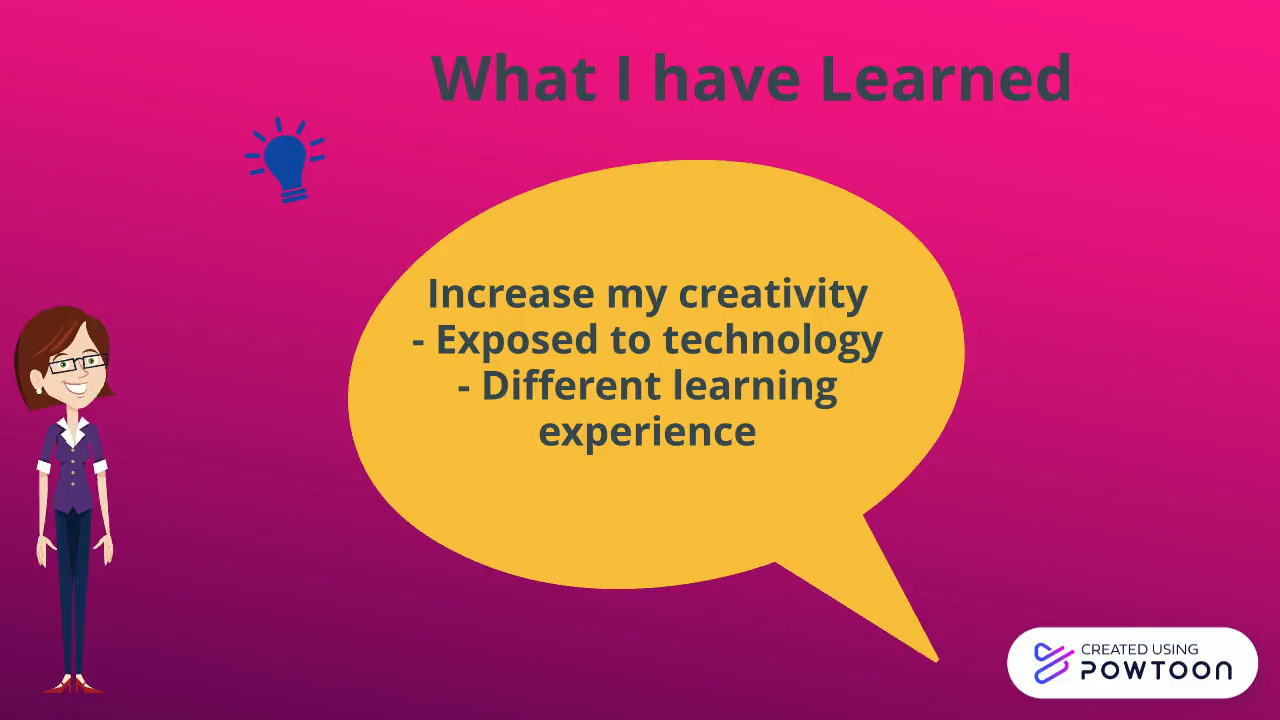 What I have Learned
Increase my creativity
- Exposed to technology
- Different learning
experience
CREATED USING
POWTOON